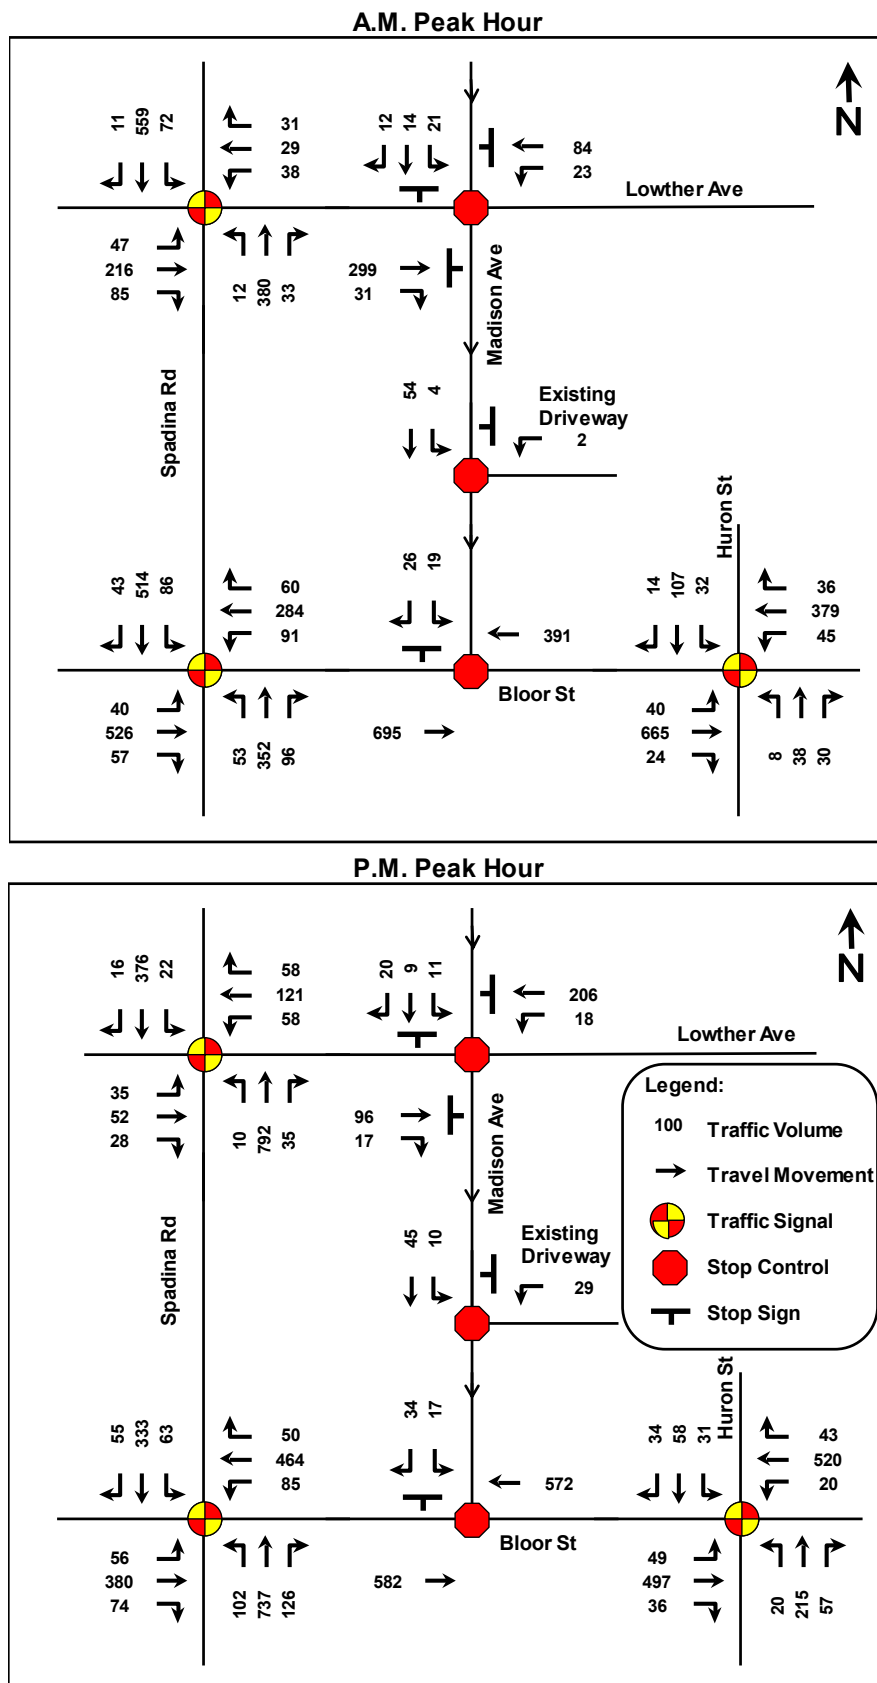 A.M. Peak Hour
N
11 559 72
31
29
38
12 14 21
84
23
Lowther Ave
47
216
85
12 380 33
299
31
Madison Ave
Spadina Rd
54 4
Existing
Driveway
2
Huron St
43 514 86
60
284
91
26 19
391
14 107 32
36
379
45
Bloor St
40
526
57
53 352 96
695
40
665
24
8 38 30
P.M. Peak Hour
N
16 376 22
58
121
58
20 9 11
206
18
Lowther Ave
35
52
28
10 792 35
96
17
Madison Ave
Legend:
100 Traffic Volume
Travel Movement
Traffic Signal
Stop Control
Stop Sign
Spadina Rd
45 10
Existing
Driveway
29
Huron St
55 333 63
50
464
85
34 17
572
34 58 31
43
520
20
Bloor St
56
380
74
102 737 126
582
49
497
36
20 215 57